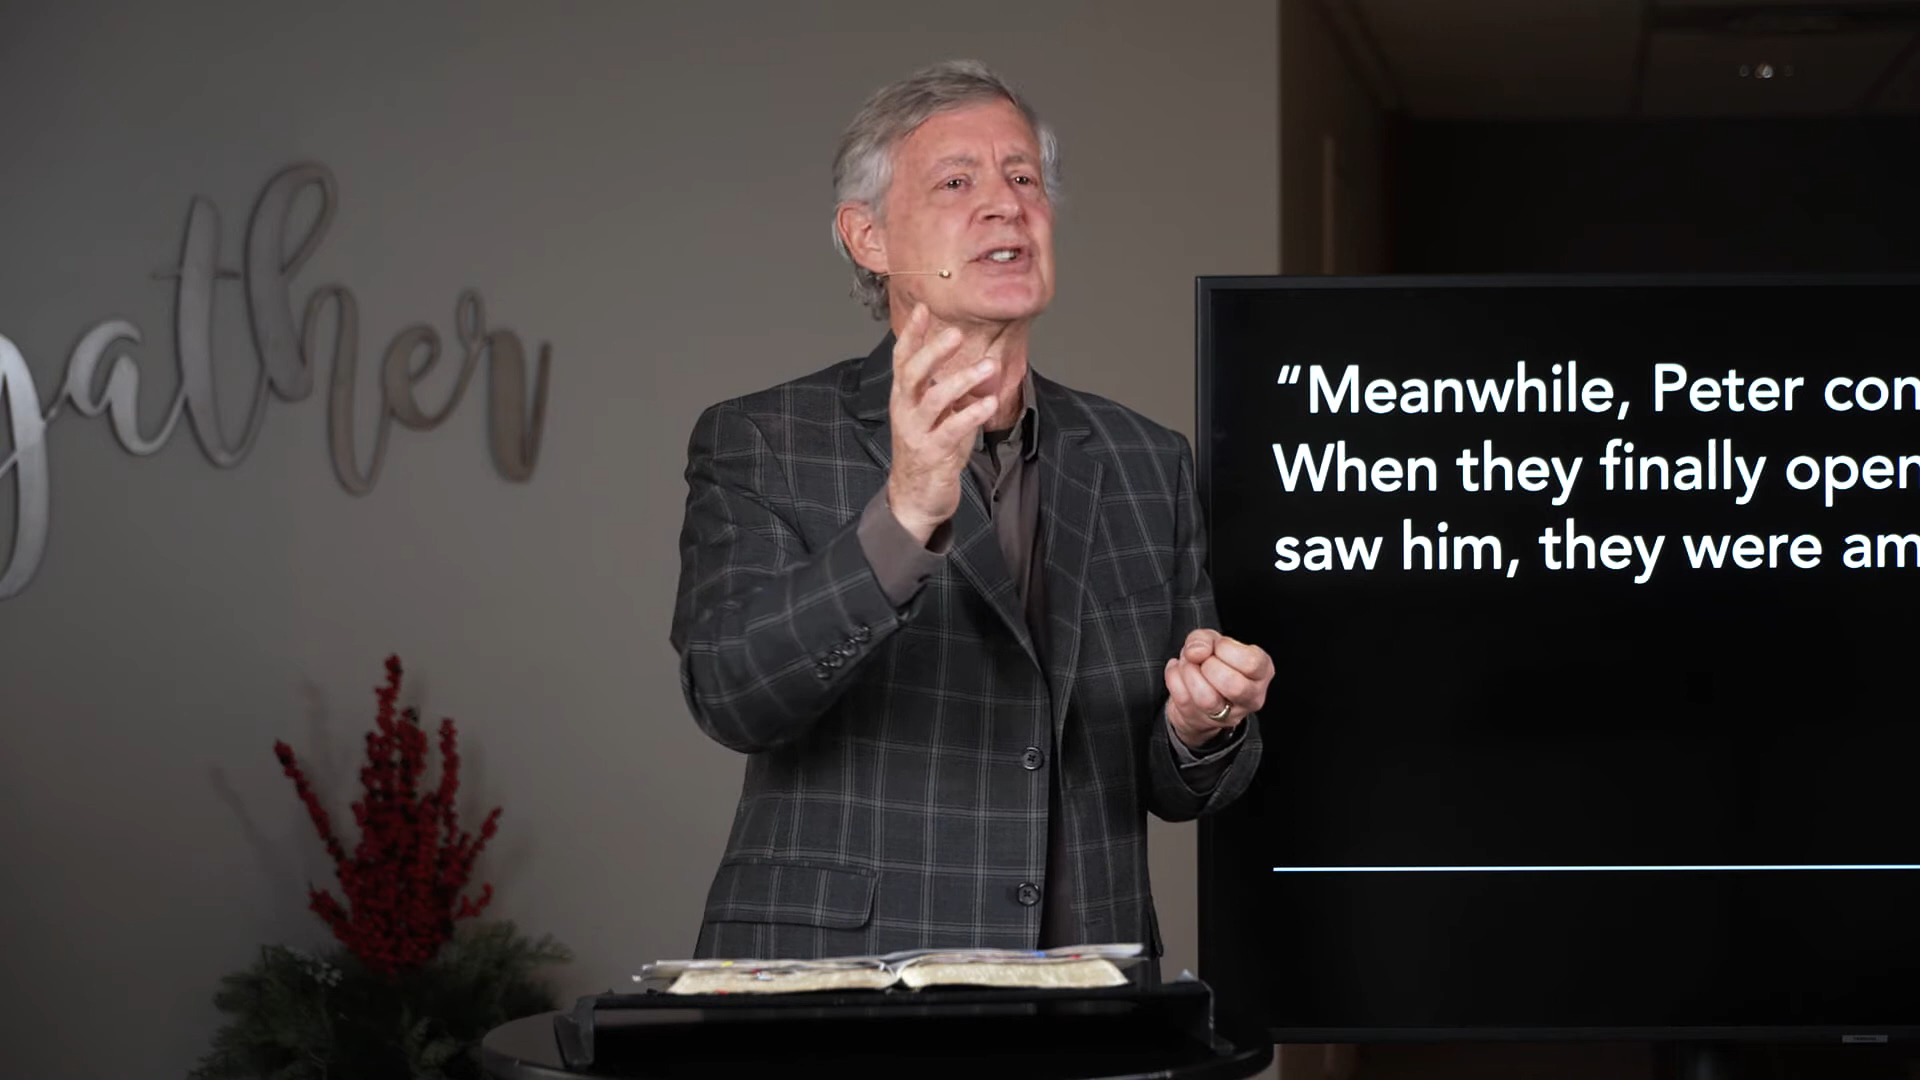 gather
“Meanwhile, Peter con
When they finally open
saw him, they were am